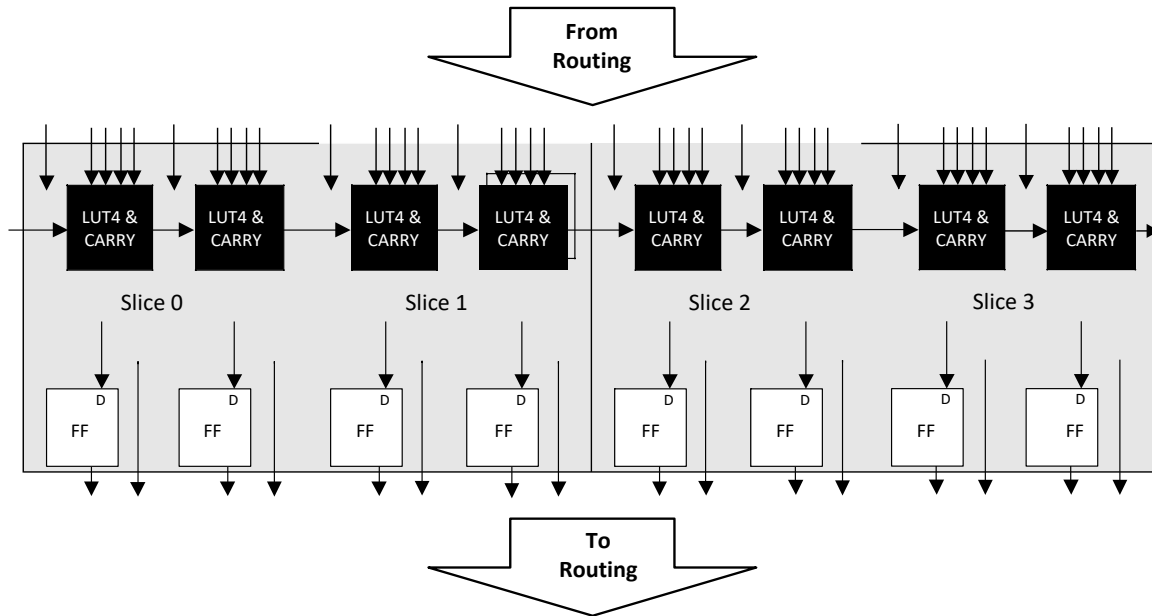 From
Routing
LUT4 &
CARRY
LUT4 &
CARRY
LUT4 &
CARRY
LUT4 &
CARRY
LUT4 &
CARRY
LUT4 &
CARRY
LUT4 &
CARRY
LUT4 &
CARRY
Slice 0
Slice 1
Slice 2
Slice 3
D
FF
D
FF
D
FF
D
FF
D
FF
D
FF
D
FF
D
FF
To
Routing